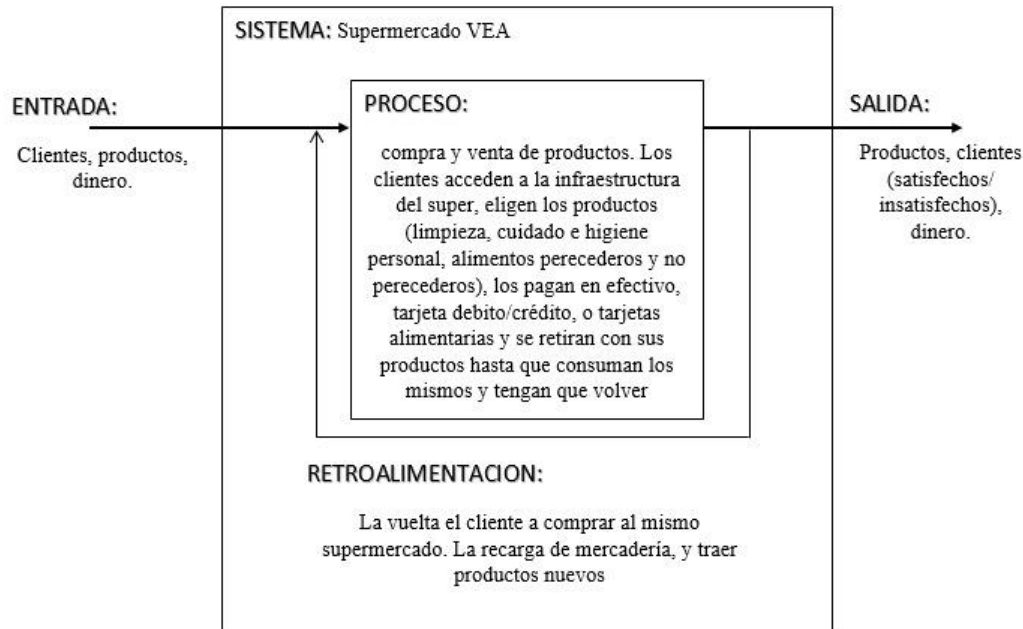 SISTEMA: Supermercado VEA
ENTRADA:
Clientes, productos,
dinero.
PROCESO:
compra y venta de productos. Los
clientes acceden a la infraestructura
del super, eligen los productos
(limpieza, cuidado e higiene
personal, alimentos perecederos y no
perecederos), los pagan en efectivo,
tarjeta debito/crédito, o tarjetas
alimentarias y se retiran con sus
productos hasta que consuman los
mismos y tengan que volver
SALIDA:
Productos, clientes
(satisfechos/
insatisfechos),
dinero.
RETROALIMENTACION:
La vuelta el cliente a comprar al mismo
supermercado. La recarga de mercadería, y traer
productos nuevos